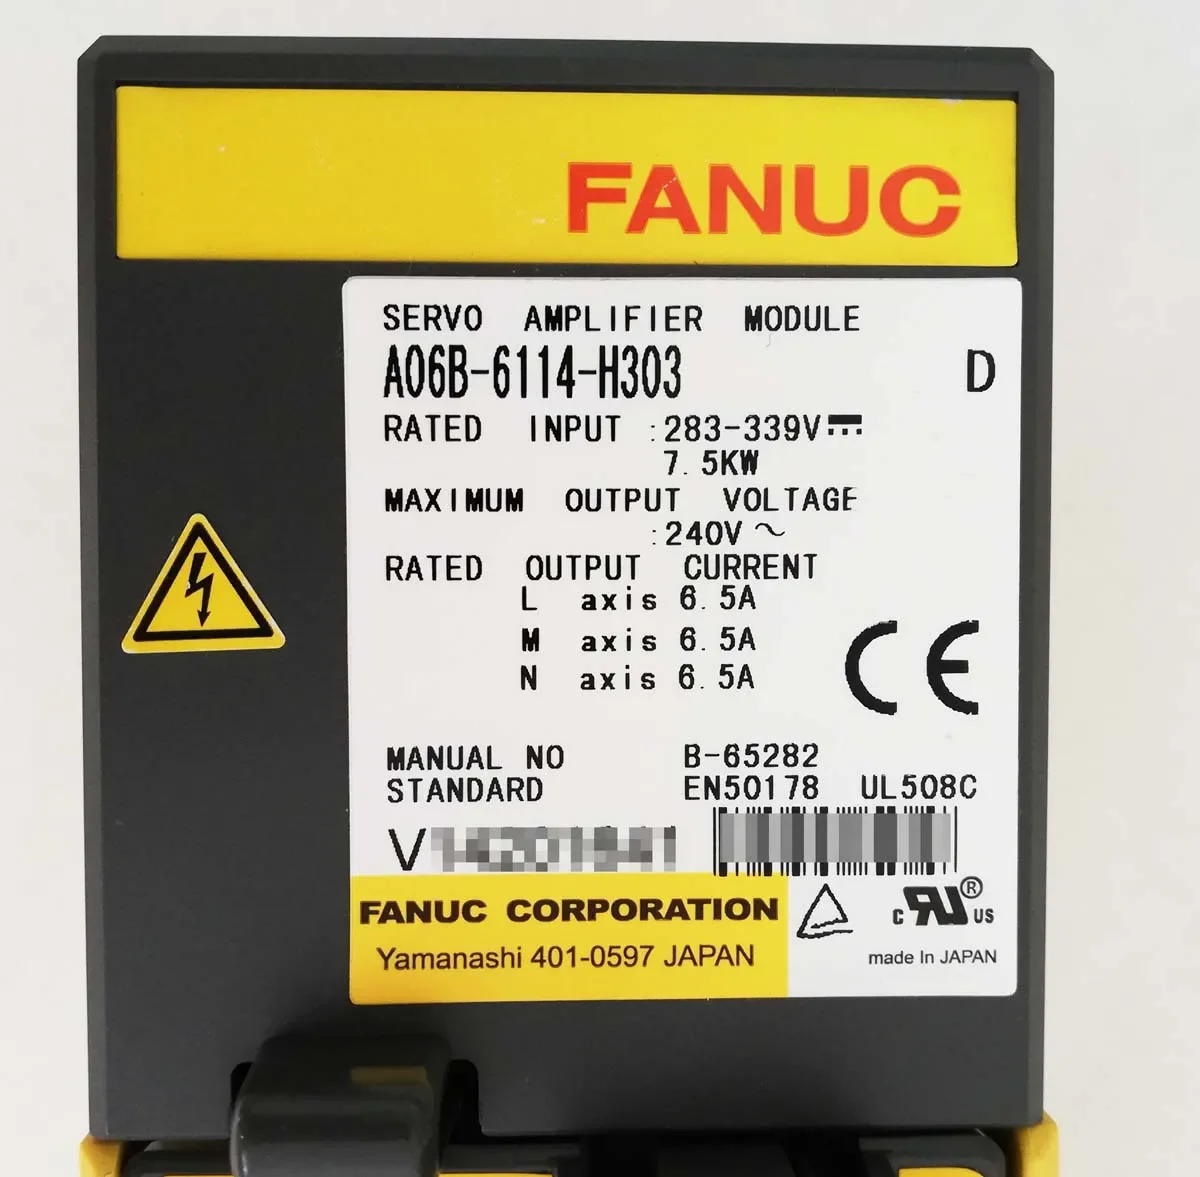 FANUC
SERVO AMPLIFIER MODULE
A06B-6114-H303 D
RATED INPUT :283-339V⎓
7.5KW
MAXIMUM OUTPUT VOLTAGE
:240V～
RATED OUTPUT CURRENT
L axis 6.5A
M axis 6.5A
N axis 6.5A
CE
MANUAL NO B-65282
STANDARD EN50178 UL508C
V
FANUC CORPORATION
Yamanashi 401-0597 JAPAN
c RU ® US
made In JAPAN